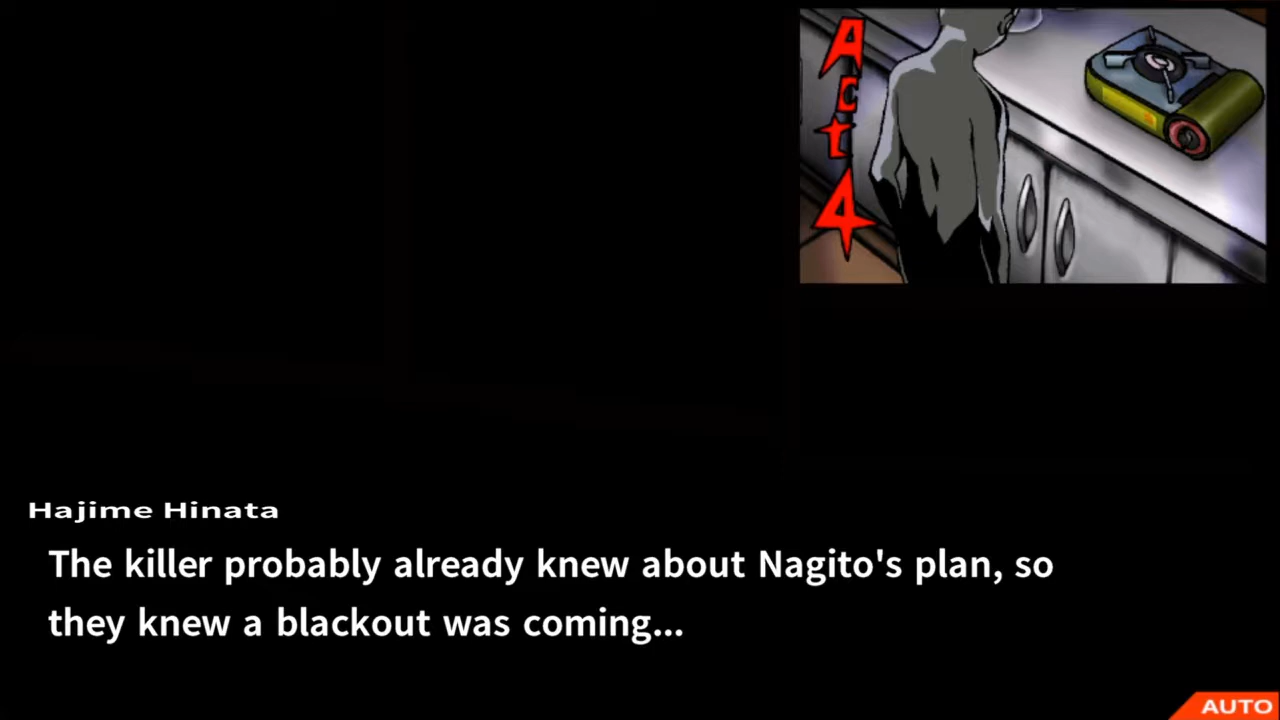 Act 4
Hajime Hinata
The killer probably already knew about Nagito's plan, so
they knew a blackout was coming...
AUTO